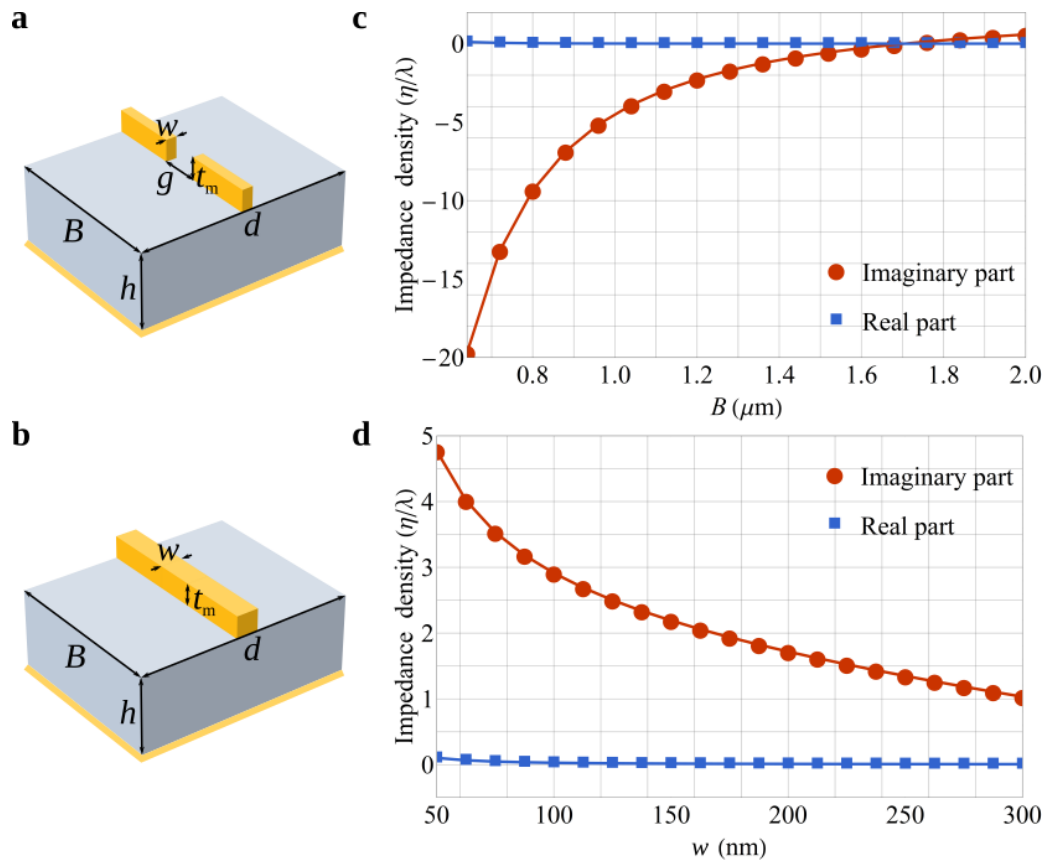 a
w
g
t_m
B
d
h
b
w
t_m
B
d
h
c
Impedance density (η/λ)
0
−5
−10
−15
−20
Imaginary part
Real part
0.8 1.0 1.2 1.4 1.6 1.8 2.0
B (μm)
d
Impedance density (η/λ)
5
4
3
2
1
0
Imaginary part
Real part
50 100 150 200 250 300
w (nm)